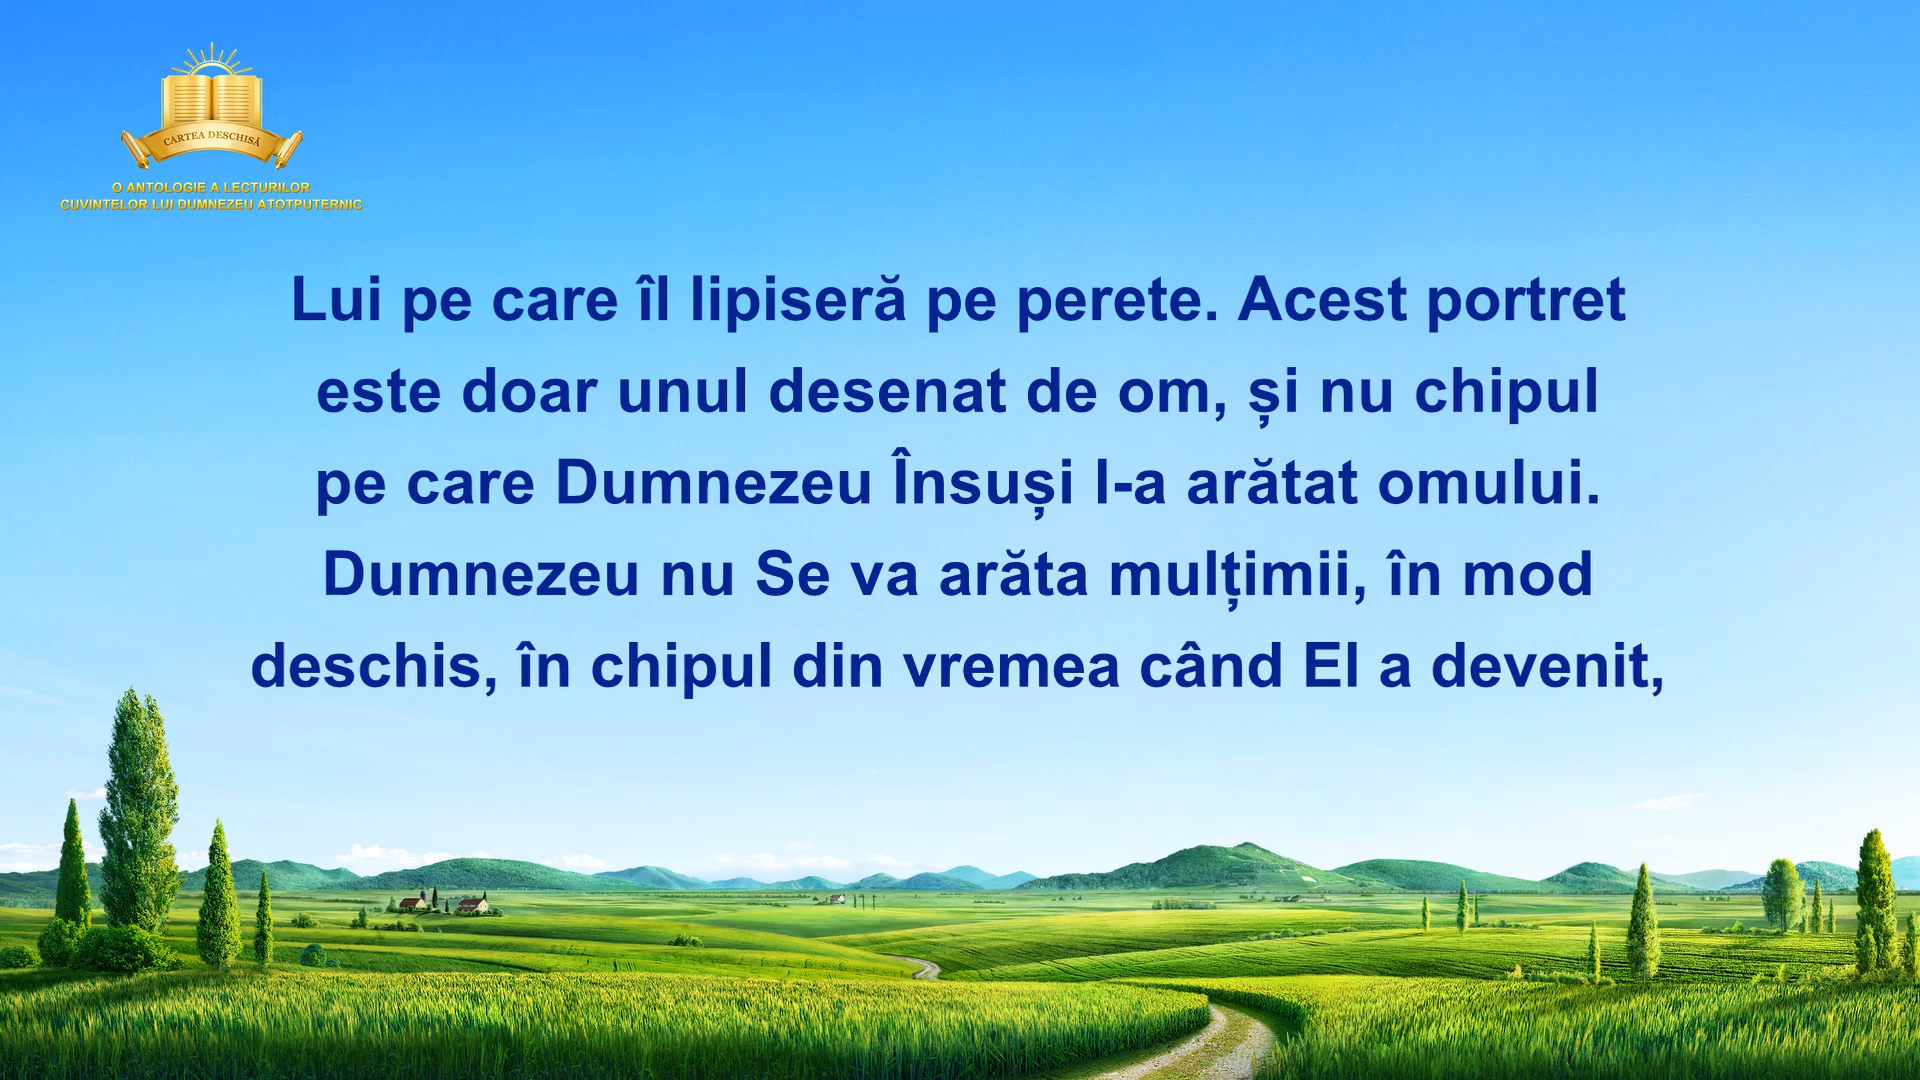 CARTEA DESCHISĂ
O ANTOLOGIE A LECTURILOR
CUVINTELOR LUI DUMNEZEU ATOTPUTERNIC
Lui pe care îl lipiseră pe perete. Acest portret
este doar unul desenat de om, și nu chipul
pe care Dumnezeu Însuși l-a arătat omului.
Dumnezeu nu Se va arăta mulțimii, în mod
deschis, în chipul din vremea când El a devenit,